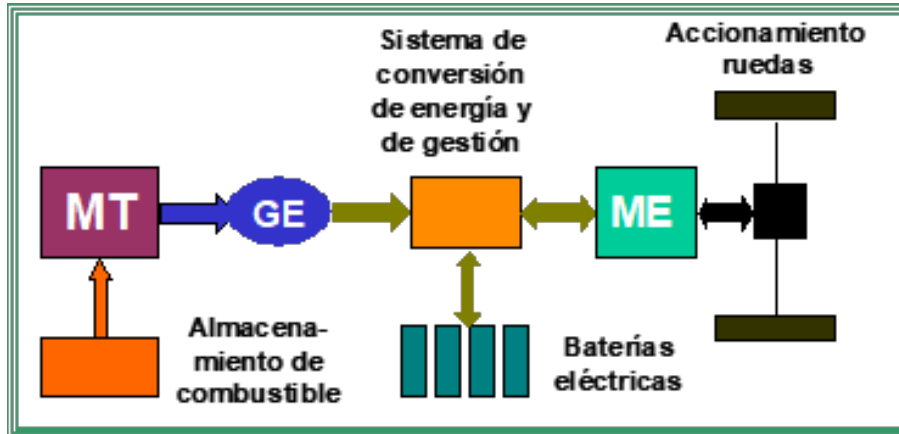 Sistema de
conversión
de energía y
de gestión
Accionamiento
ruedas
MT
GE
ME
Almacena-
miento de
combustible
Baterías
eléctricas